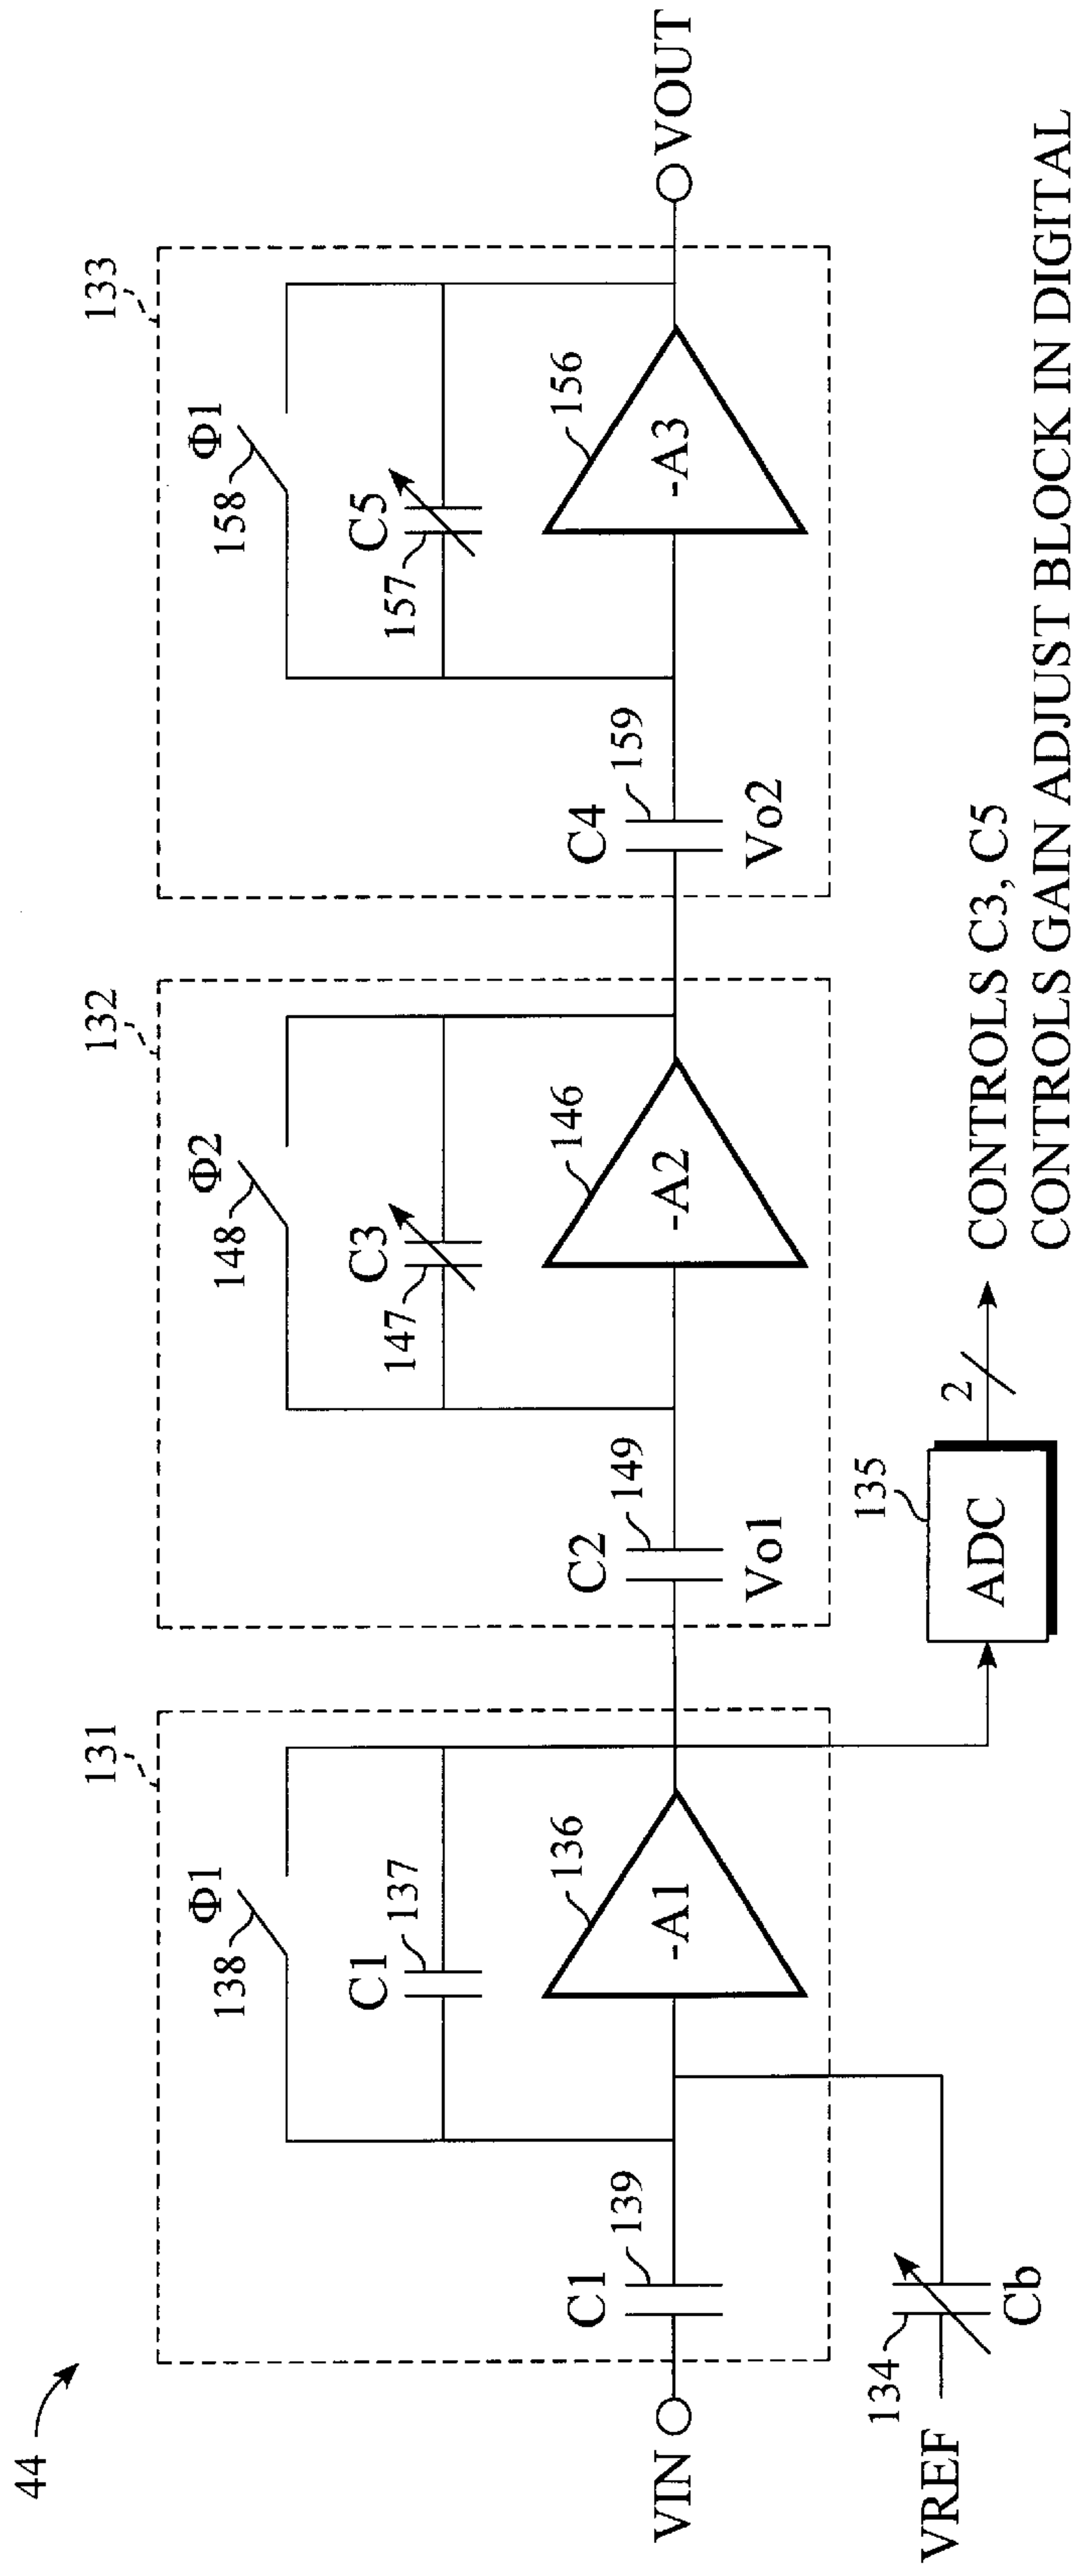 44
131
132
133
Φ1
138
C1
137
136
-A1
C1
139
VIN
VREF
134
Cb
Φ2
148
C3
147
146
-A2
C2
149
Vo1
Φ1
158
C5
157
156
-A3
C4
159
Vo2
VOUT
135
ADC
2
CONTROLS C3, C5
CONTROLS GAIN ADJUST BLOCK IN DIGITAL